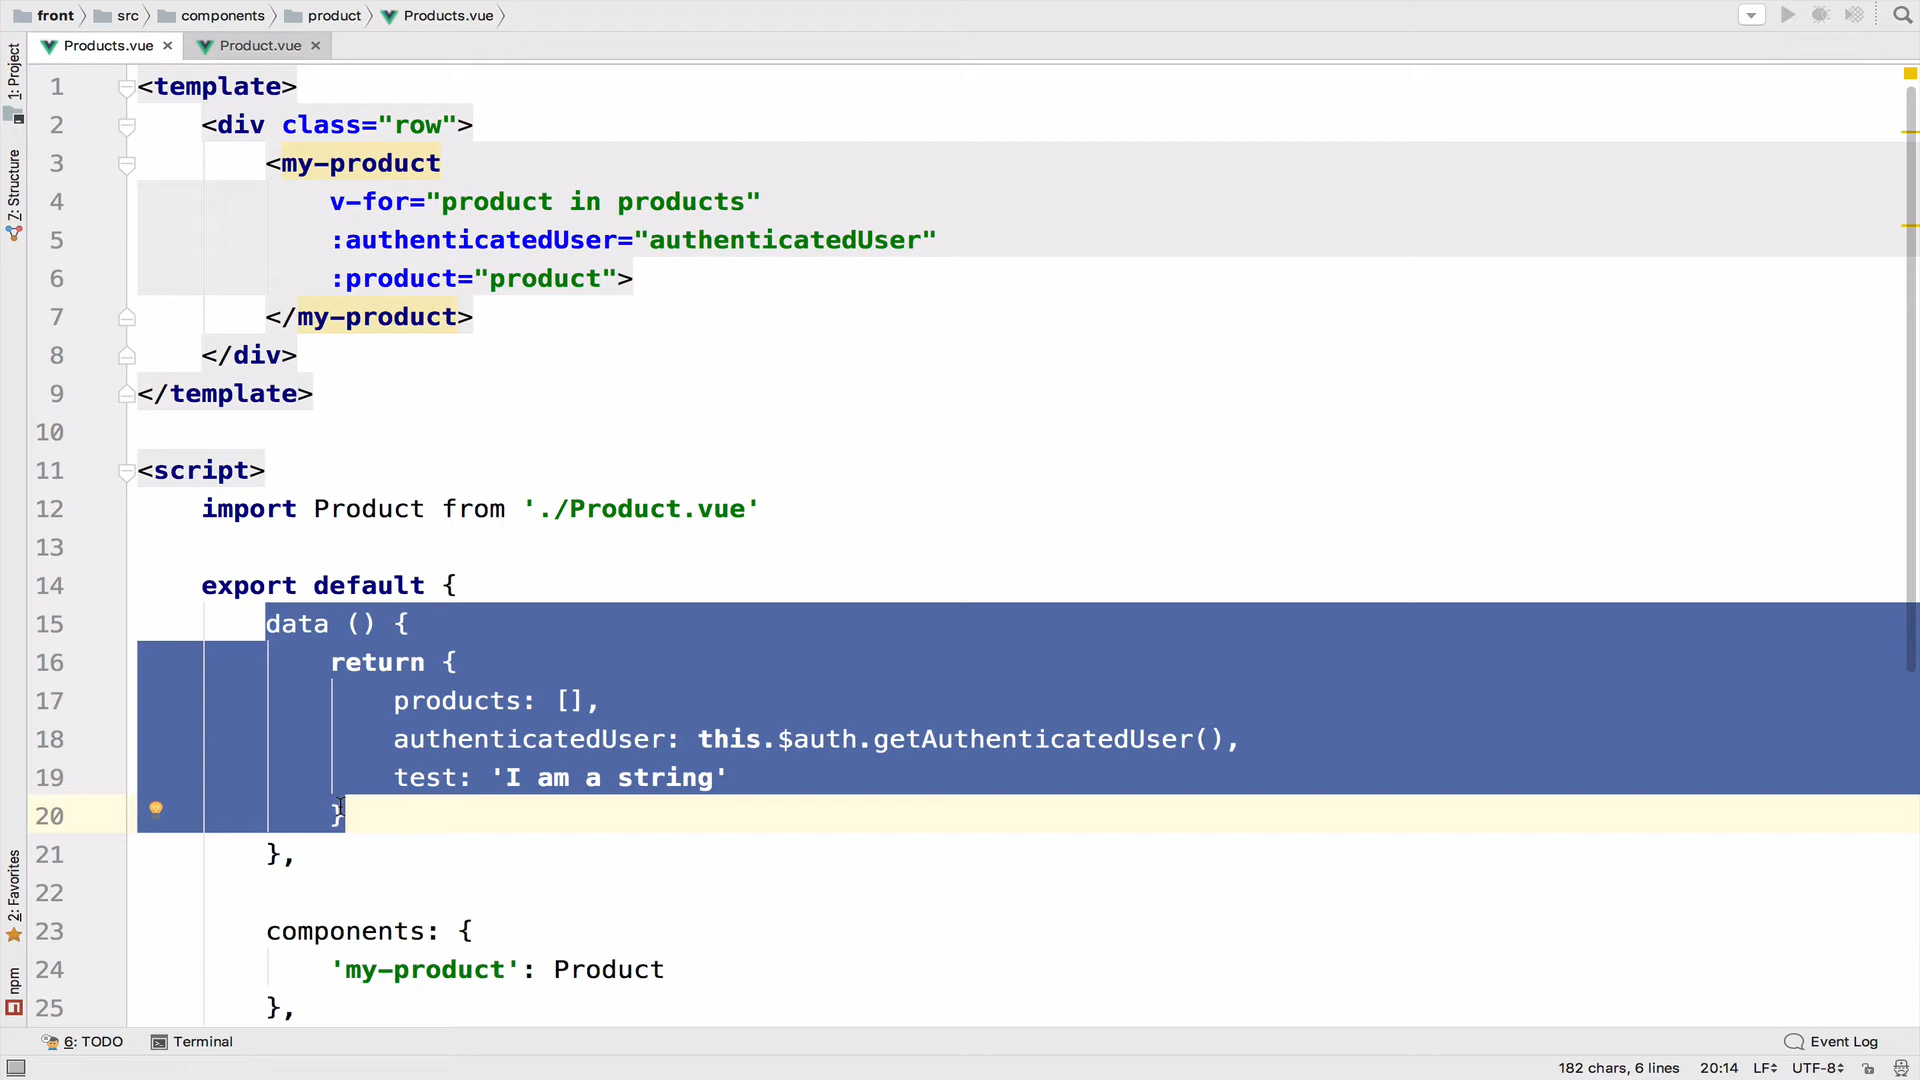 front src components product Products.vue
Products.vue Product.vue
1: Project
7: Structure
2: Favorites
npm
1 <template>
2 <div class="row">
3 <my-product
4 v-for="product in products"
5 :authenticatedUser="authenticatedUser"
6 :product="product">
7 </my-product>
8 </div>
9 </template>
10
11 <script>
12 import Product from './Product.vue'
13
14 export default {
15 data () {
16 return {
17 products: [],
18 authenticatedUser: this.$auth.getAuthenticatedUser(),
19 test: 'I am a string'
20 }
21 },
22
23 components: {
24 'my-product': Product
25 },
6: TODO Terminal Event Log
182 chars, 6 lines 20:14 LF UTF-8